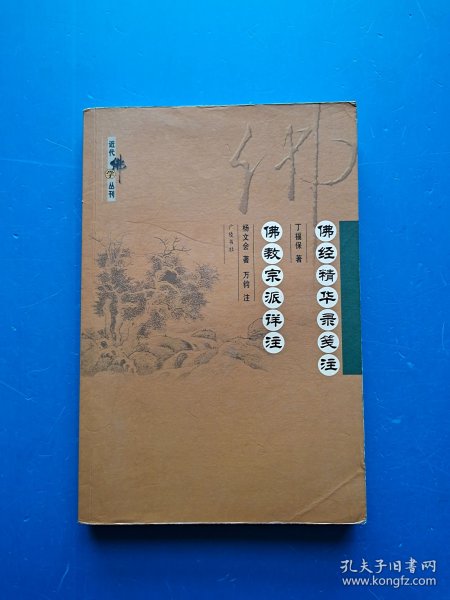 佛经精华录笺注
丁福保 著
佛教宗派详注
杨文会 著 万钧 注
广陵书社
近代佛学丛刊
佛
孔夫子旧书网
www.kongfz.com